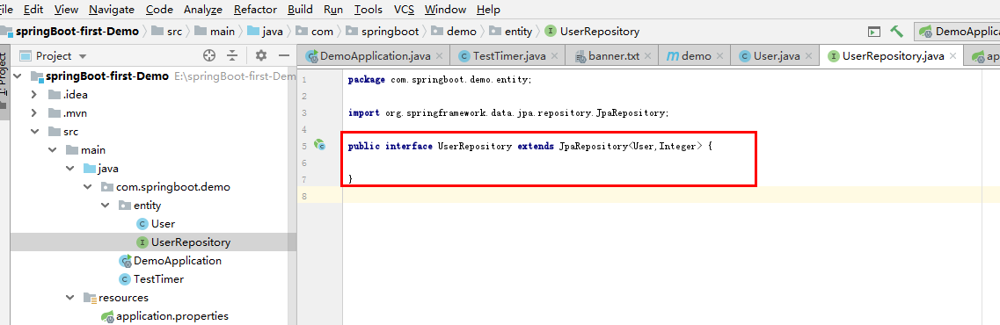 File Edit View Navigate Code Analyze Refactor Build Run Tools VCS Window Help
springBoot-first-Demo src main java com springboot demo entity UserRepository DemoApplication
1: Project
Project
DemoApplication.java TestTimer.java banner.txt demo User.java UserRepository.java
springBoot-first-Demo E:\springBoot-first-Dem
.idea
.mvn
src
main
java
com.springboot.demo
entity
User
UserRepository
DemoApplication
TestTimer
resources
application.properties
1 package com.springboot.demo.entity;
2
3 import org.springframework.data.jpa.repository.JpaRepository;
4
5 public interface UserRepository extends JpaRepository<User,Integer> {
6
7 }
8